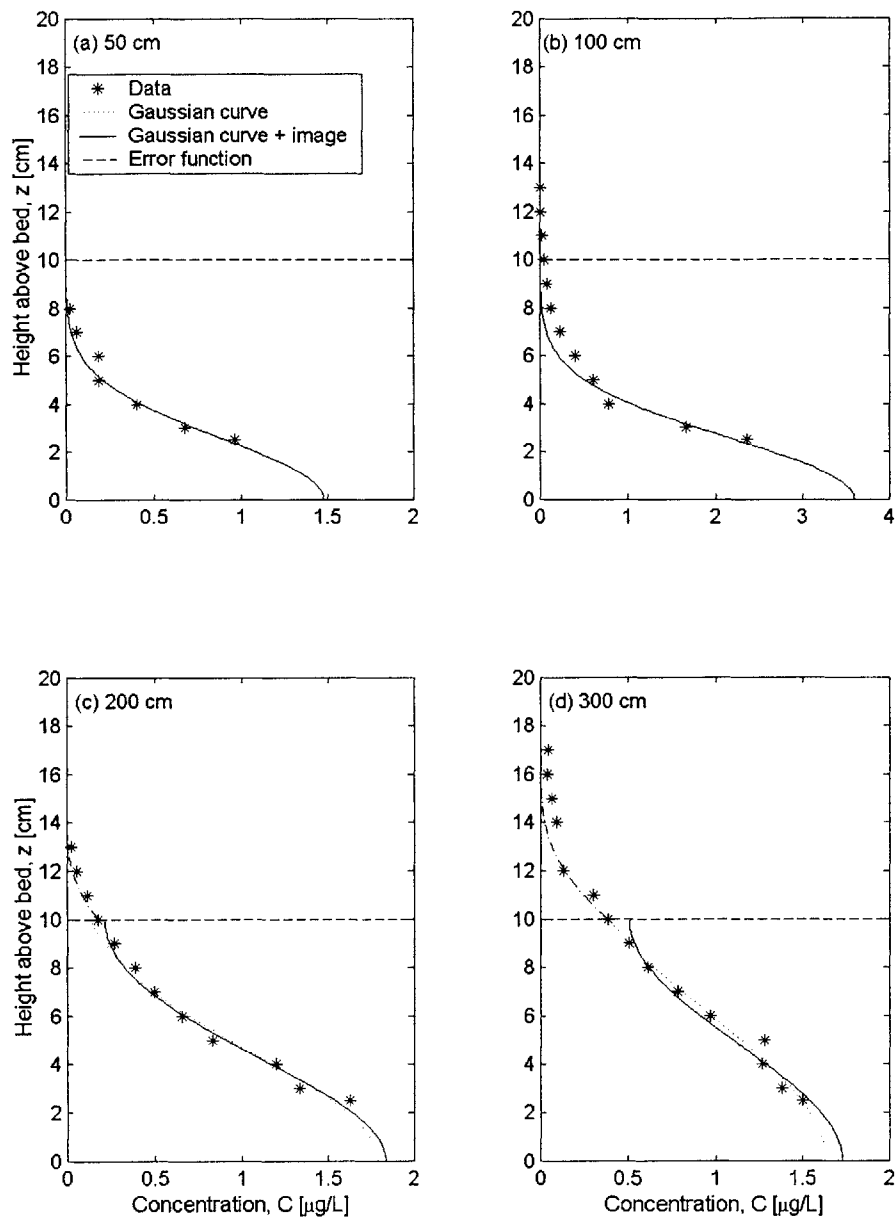 (a) 50 cm
Data
Gaussian curve
Gaussian curve + image
Error function
Height above bed, z [cm]
20
18
16
14
12
10
8
6
4
2
0
0 0.5 1 1.5 2
(b) 100 cm
20
18
16
14
12
10
8
6
4
2
0
0 1 2 3 4
(c) 200 cm
Height above bed, z [cm]
20
18
16
14
12
10
8
6
4
2
0
0 0.5 1 1.5 2
Concentration, C [µg/L]
(d) 300 cm
20
18
16
14
12
10
8
6
4
2
0
0 0.5 1 1.5 2
Concentration, C [µg/L]